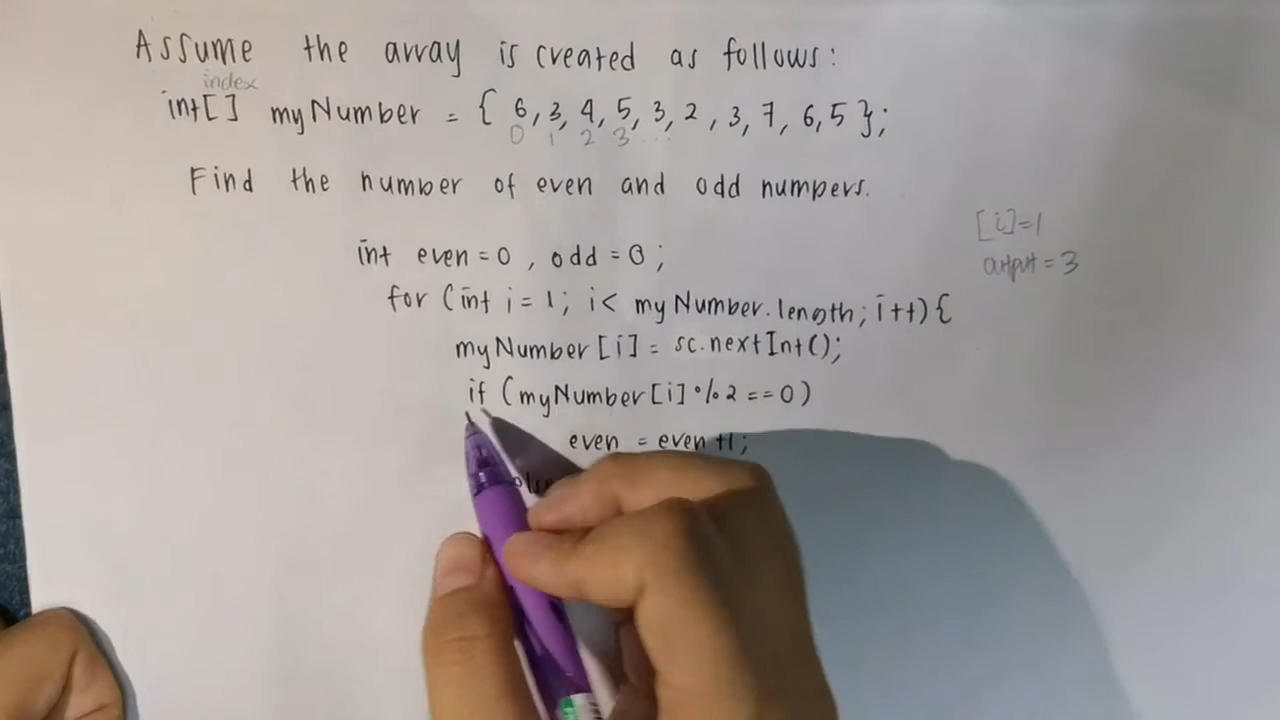 Assume the array is created as follows:
index
int[] myNumber = { 6, 3, 4, 5, 3, 2, 3, 7, 6, 5 };
0 1 2 3 ...
Find the number of even and odd numbers.
[i]=1
output = 3
int even = 0, odd = 0;
for (int i = 1; i < myNumber.length; i++) {
myNumber[i] = sc.nextInt();
if (myNumber[i] % 2 == 0)
even = even +1;